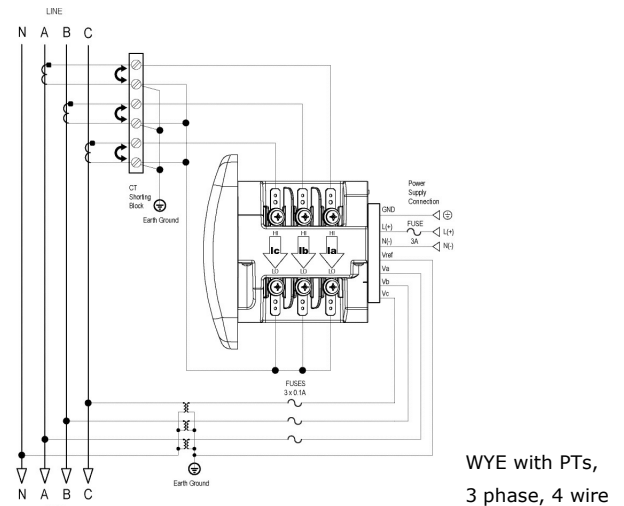 LINE
N A B C
CT
Shorting
Block
Earth Ground
Power
Supply
Connection
GND
FUSE
L(+)
L(+)
N(-)
3A
N(-)
Vref
Va
Vb
Vc
HI HI HI
Ic Ib Ia
LO LO LO
FUSES
3 x 0.1A
Earth Ground
N A B C
WYE with PTs,
3 phase, 4 wire